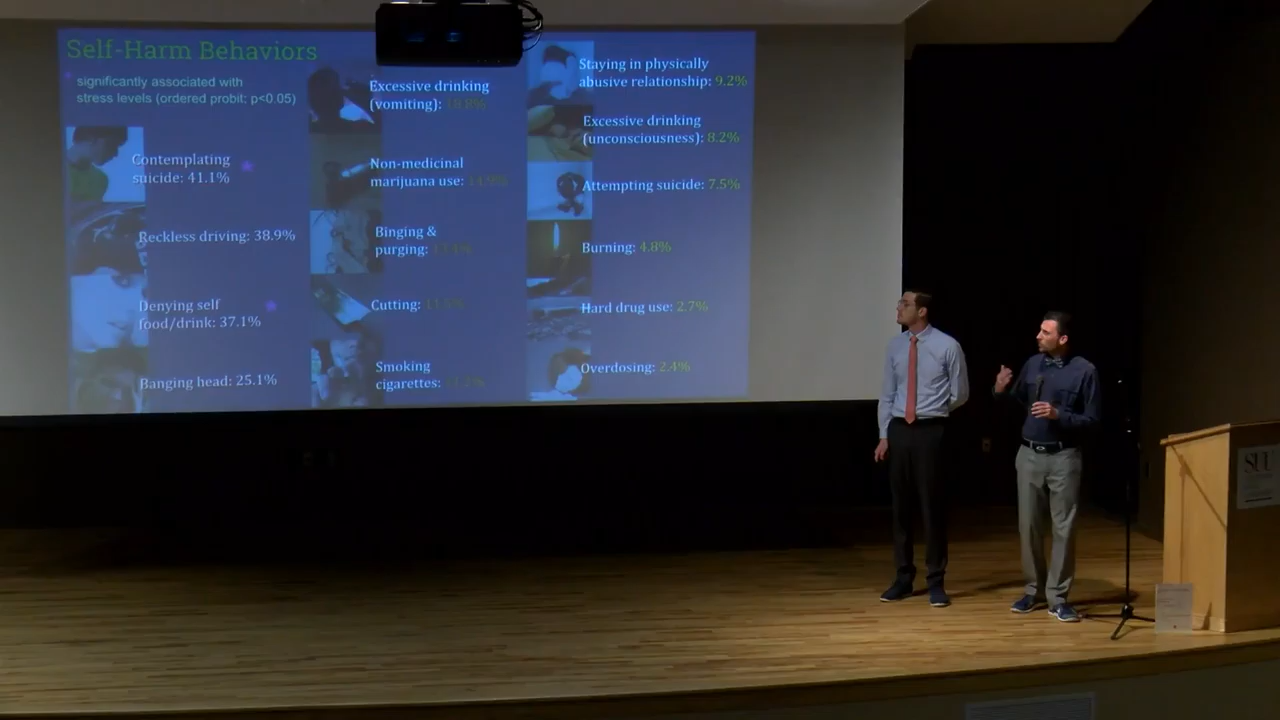 Self-Harm Behaviors
significantly associated with
stress levels (ordered probit: p<0.05)
Contemplating
suicide: 41.1%
Reckless driving: 38.9%
Denying self
food/drink: 37.1%
Banging head: 25.1%
Excessive drinking
(vomiting):
Non-medicinal
marijuana use:
Binging &
purging:
Cutting:
Smoking
cigarettes:
Staying in physically
abusive relationship: 9.2%
Excessive drinking
(unconsciousness): 8.2%
Attempting suicide: 7.5%
Burning: 4.8%
Hard drug use: 2.7%
Overdosing: 2.4%
SUU